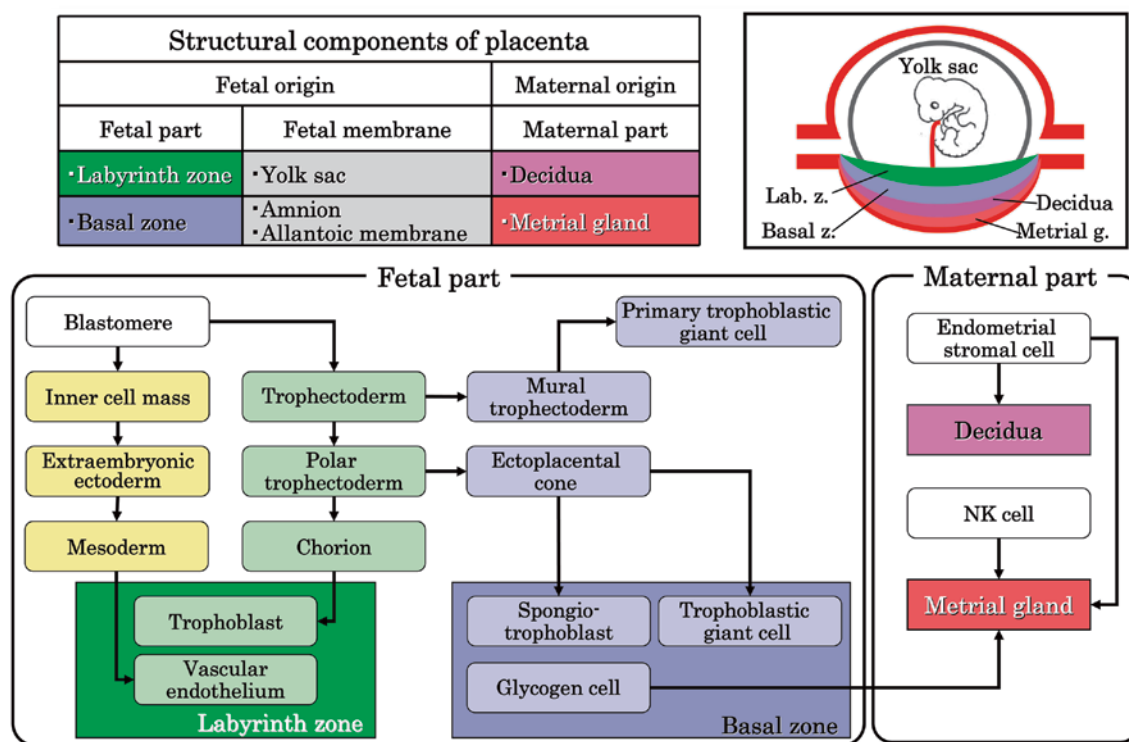 Structural components of placenta
Fetal origin
Maternal origin
Fetal part
Fetal membrane
Maternal part
・Labyrinth zone
・Yolk sac
・Decidua
・Basal zone
・Amnion
・Allantoic membrane
・Metrial gland
Yolk sac
Lab. z.
Basal z.
Decidua
Metrial g.
Fetal part
Blastomere
Primary trophoblastic
giant cell
Inner cell mass
Trophectoderm
Mural
trophectoderm
Extraembryonic
ectoderm
Polar
trophectoderm
Ectoplacental
cone
Mesoderm
Chorion
Trophoblast
Vascular
endothelium
Labyrinth zone
Spongio-
trophoblast
Trophoblastic
giant cell
Glycogen cell
Basal zone
Maternal part
Endometrial
stromal cell
Decidua
NK cell
Metrial gland